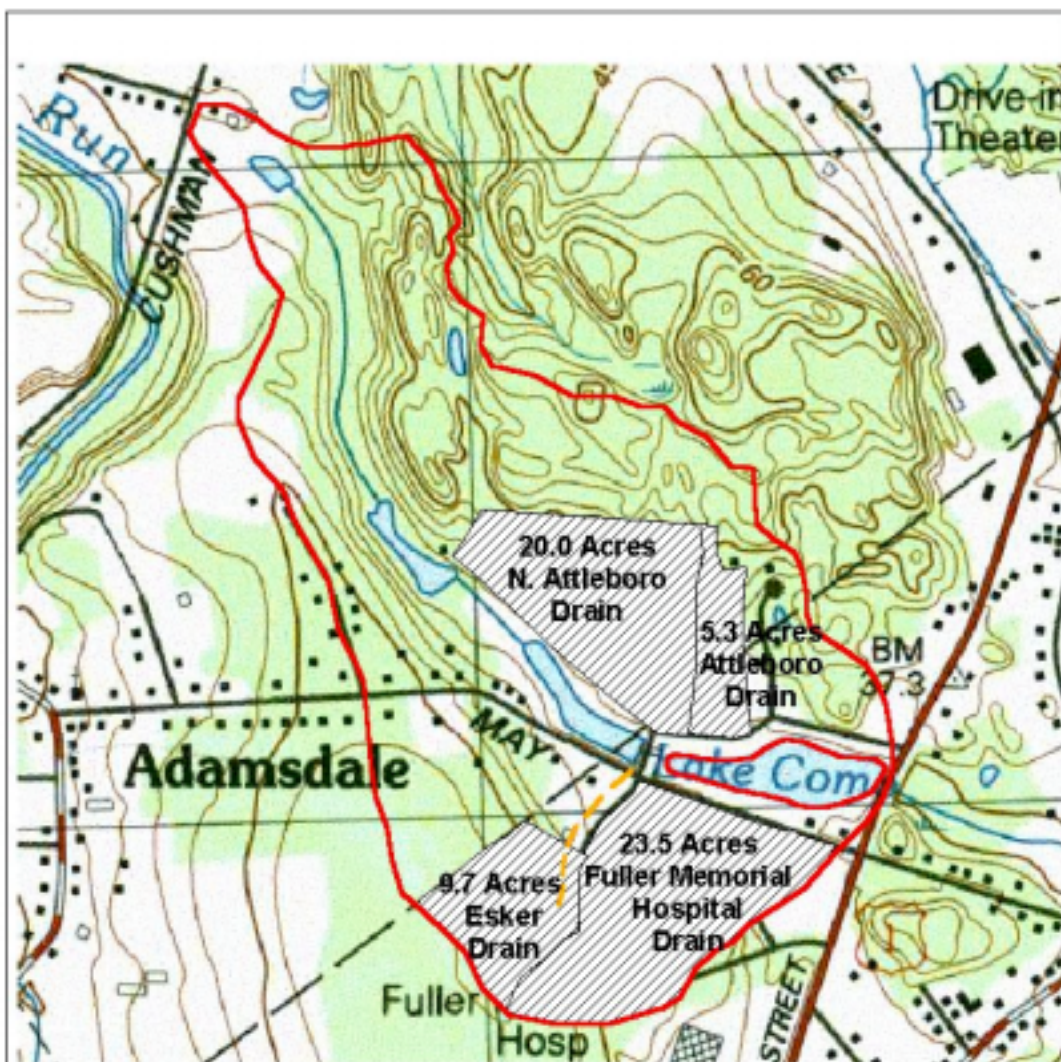 Run
CUSHMAN
Drive-in
Theater
60
20.0 Acres
N. Attleboro
Drain
5.3 Acres
Attleboro
Drain
BM
37.3
MAY
Adamsdale
Lake Com
23.5 Acres
Fuller Memorial
Hospital
Drain
9.7 Acres
Esker
Drain
Fuller
Hosp
STREET